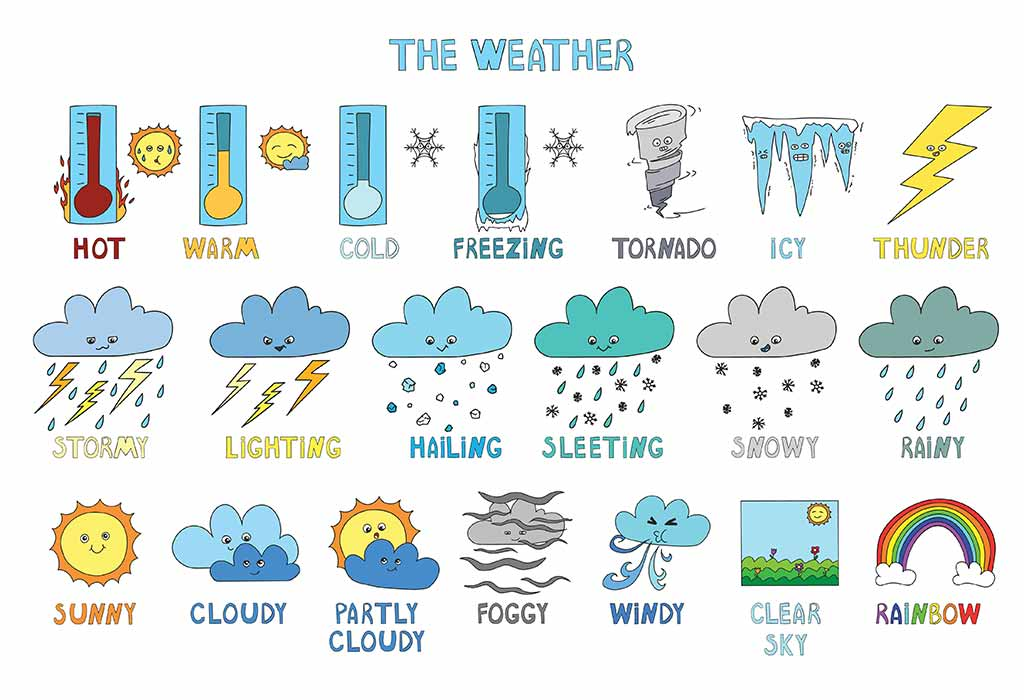 THE WEATHER
HOT
WARM
COLD
FREEZING
TORNADO
ICY
THUNDER
STORMY
LIGHTING
HAILING
SLEETING
SNOWY
RAINY
SUNNY
CLOUDY
PARTLY
CLOUDY
FOGGY
WINDY
CLEAR
SKY
RAINBOW